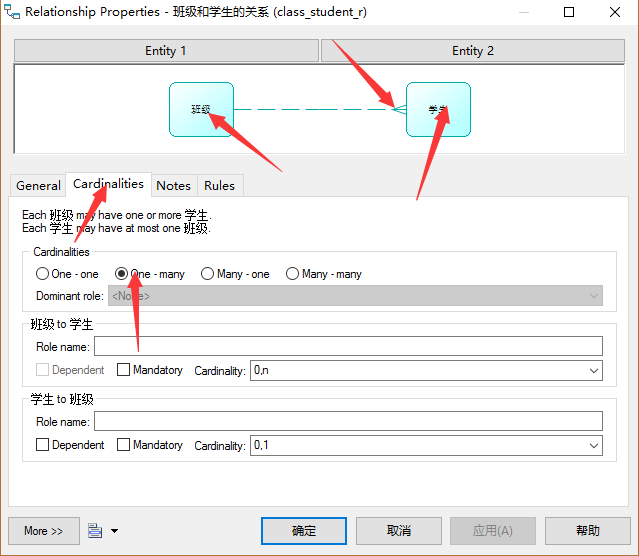 Relationship Properties - 班级和学生的关系 (class_student_r)
Entity 1 Entity 2
班级 学生
General Cardinalities Notes Rules
Each 班级 may have one or more 学生.
Each 学生 may have at most one 班级.
Cardinalities
One - one One - many Many - one Many - many
Dominant role: <None>
班级 to 学生
Role name:
Dependent Mandatory Cardinality: 0,n
学生 to 班级
Role name:
Dependent Mandatory Cardinality: 0,1
More >> 确定 取消 应用(A) 帮助